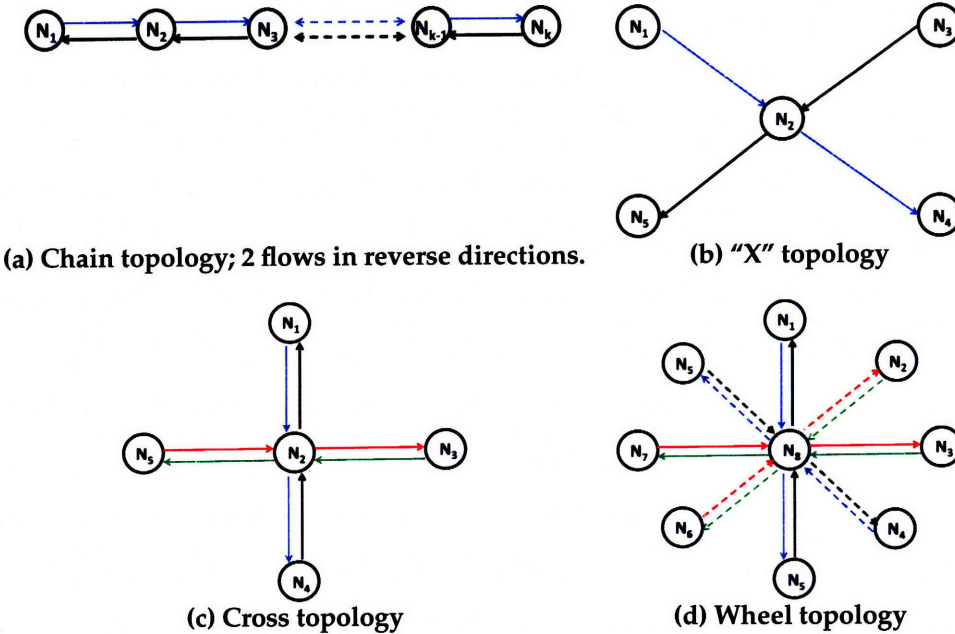 N1 N2 N3 Nk-1 Nk
(a) Chain topology; 2 flows in reverse directions.
N1 N3
N2
N5 N4
(b) “X” topology
N1
N5 N2 N3
N4
(c) Cross topology
N1
N5 N2
N7 N8 N3
N6 N4
N5
(d) Wheel topology